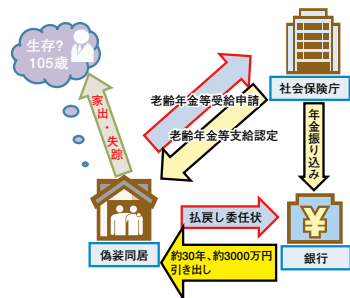 生存?
105歳
家出・失踪
老齢年金等受給申請
老齢年金等支給認定
社会保険庁
年金振り込み
¥
払戻し委任状
偽装同居
約30年、約3000万円
引き出し
銀行